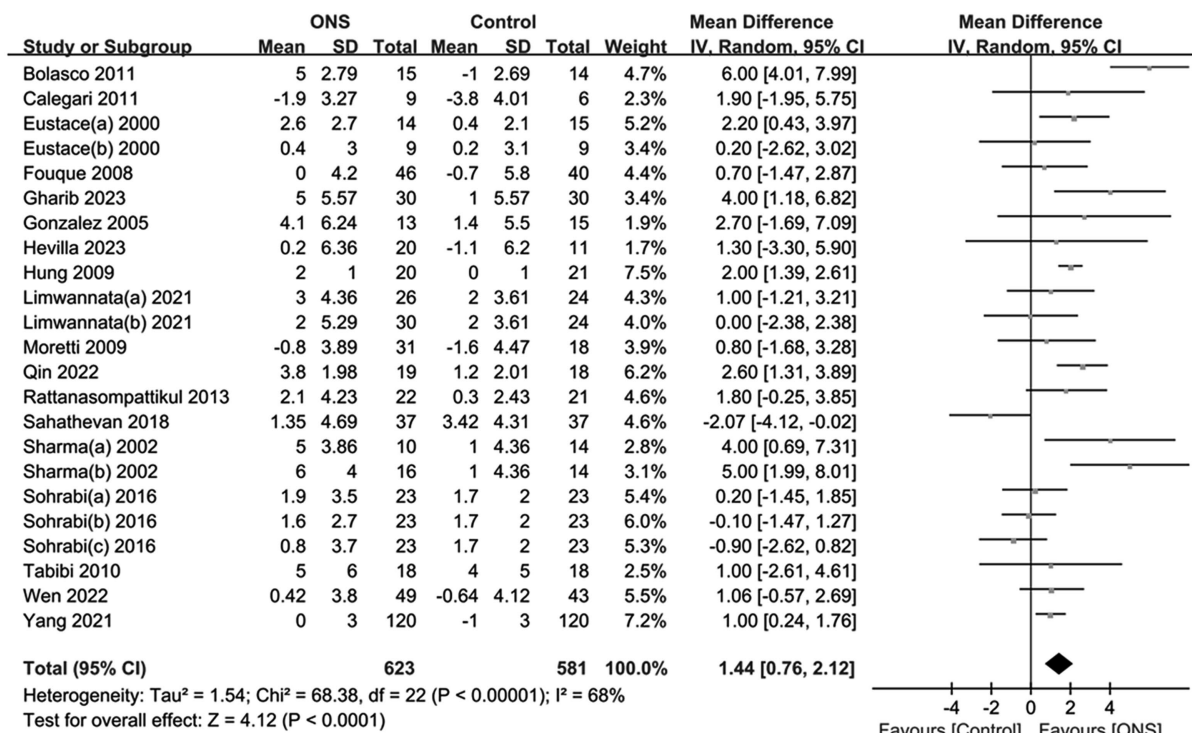 ONS Control Mean Difference Mean Difference
Study or Subgroup Mean SD Total Mean SD Total Weight IV, Random, 95% CI IV, Random, 95% CI
Bolasco 2011 5 2.79 15 -1 2.69 14 4.7% 6.00 [4.01, 7.99]
Calegari 2011 -1.9 3.27 9 -3.8 4.01 6 2.3% 1.90 [-1.95, 5.75]
Eustace(a) 2000 2.6 2.7 14 0.4 2.1 15 5.2% 2.20 [0.43, 3.97]
Eustace(b) 2000 0.4 3 9 0.2 3.1 9 3.4% 0.20 [-2.62, 3.02]
Fouque 2008 0 4.2 46 -0.7 5.8 40 4.4% 0.70 [-1.47, 2.87]
Gharib 2023 5 5.57 30 1 5.57 30 3.4% 4.00 [1.18, 6.82]
Gonzalez 2005 4.1 6.24 13 1.4 5.5 15 1.9% 2.70 [-1.69, 7.09]
Hevilla 2023 0.2 6.36 20 -1.1 6.2 11 1.7% 1.30 [-3.30, 5.90]
Hung 2009 2 1 20 0 1 21 7.5% 2.00 [1.39, 2.61]
Limwannata(a) 2021 3 4.36 26 2 3.61 24 4.3% 1.00 [-1.21, 3.21]
Limwannata(b) 2021 2 5.29 30 2 3.61 24 4.0% 0.00 [-2.38, 2.38]
Moretti 2009 -0.8 3.89 31 -1.6 4.47 18 3.9% 0.80 [-1.68, 3.28]
Qin 2022 3.8 1.98 19 1.2 2.01 18 6.2% 2.60 [1.31, 3.89]
Rattanasompattikul 2013 2.1 4.23 22 0.3 2.43 21 4.6% 1.80 [-0.25, 3.85]
Sahathevan 2018 1.35 4.69 37 3.42 4.31 37 4.6% -2.07 [-4.12, -0.02]
Sharma(a) 2002 5 3.86 10 1 4.36 14 2.8% 4.00 [0.69, 7.31]
Sharma(b) 2002 6 4 16 1 4.36 14 3.1% 5.00 [1.99, 8.01]
Sohrabi(a) 2016 1.9 3.5 23 1.7 2 23 5.4% 0.20 [-1.45, 1.85]
Sohrabi(b) 2016 1.6 2.7 23 1.7 2 23 6.0% -0.10 [-1.47, 1.27]
Sohrabi(c) 2016 0.8 3.7 23 1.7 2 23 5.3% -0.90 [-2.62, 0.82]
Tabibi 2010 5 6 18 4 5 18 2.5% 1.00 [-2.61, 4.61]
Wen 2022 0.42 3.8 49 -0.64 4.12 43 5.5% 1.06 [-0.57, 2.69]
Yang 2021 0 3 120 -1 3 120 7.2% 1.00 [0.24, 1.76]
Total (95% CI) 623 581 100.0% 1.44 [0.76, 2.12]
Heterogeneity: Tau² = 1.54; Chi² = 68.38, df = 22 (P < 0.00001); I² = 68%
Test for overall effect: Z = 4.12 (P < 0.0001)
-4 -2 0 2 4
Favours [Control] Favours [ONS]